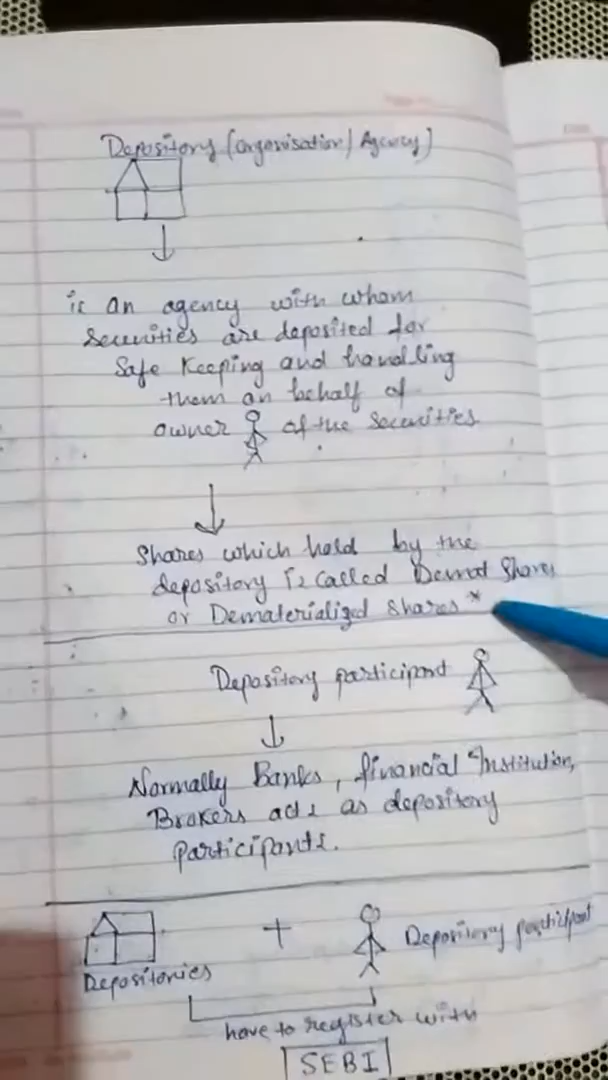 Depository (Organisation/Agency)
is an agency with whom
securities are deposited for
Safe Keeping and handling
them on behalf of
owner of the securities
Shares which held by the
depository is called Demat Shares
or Dematerialized Shares *
Depository participant
Normally Banks, financial Institution,
Brokers acts as depository
participants.
+ Depository participant
Depositories
have to register with
SEBI